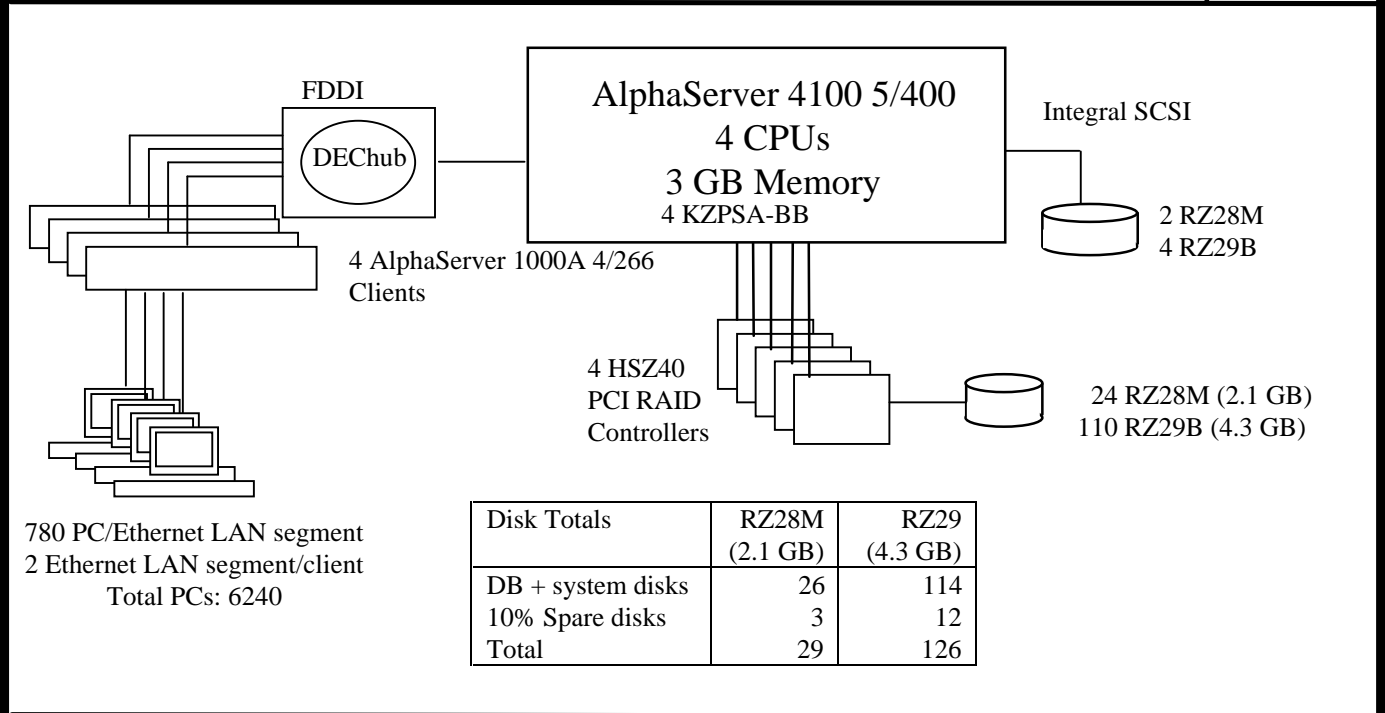 FDDI
DEChub
AlphaServer 4100 5/400
4 CPUs
3 GB Memory
4 KZPSA-BB
Integral SCSI
2 RZ28M
4 RZ29B
4 AlphaServer 1000A 4/266
Clients
4 HSZ40
PCI RAID
Controllers
24 RZ28M (2.1 GB)
110 RZ29B (4.3 GB)
780 PC/Ethernet LAN segment
2 Ethernet LAN segment/client
Total PCs: 6240
Disk Totals RZ28M RZ29
(2.1 GB) (4.3 GB)
DB + system disks 26 114
10% Spare disks 3 12
Total 29 126